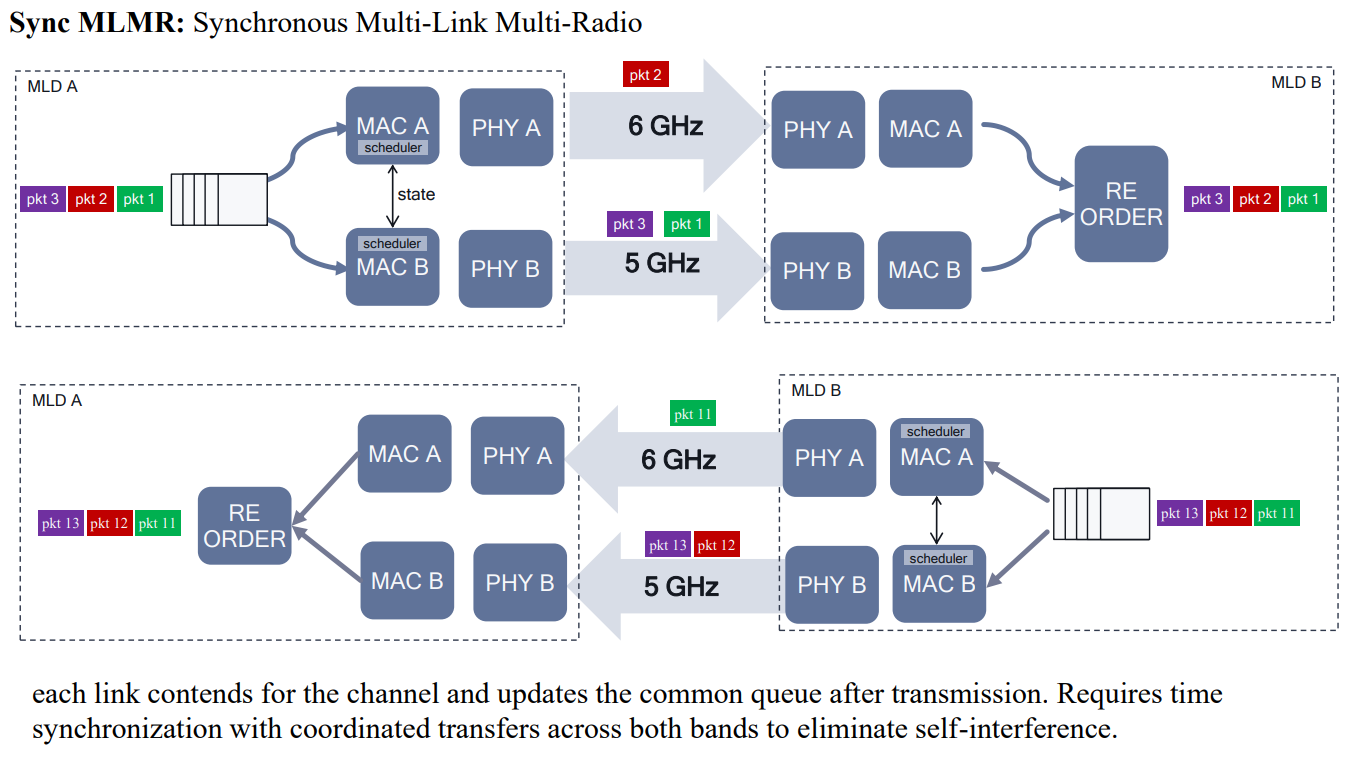 Sync MLMR: Synchronous Multi-Link Multi-Radio
MLD A
MAC A
scheduler
PHY A
pkt 3 pkt 2 pkt 1
state
scheduler
MAC B
PHY B
pkt 2
6 GHz
pkt 3 pkt 1
5 GHz
MLD B
PHY A
MAC A
PHY B
MAC B
RE
ORDER
pkt 3 pkt 2 pkt 1
MLD A
MAC A
PHY A
pkt 13 pkt 12 pkt 11
RE
ORDER
MAC B
PHY B
pkt 11
6 GHz
pkt 13 pkt 12
5 GHz
MLD B
PHY A
scheduler
MAC A
PHY B
scheduler
MAC B
pkt 13 pkt 12 pkt 11
each link contends for the channel and updates the common queue after transmission. Requires time
synchronization with coordinated transfers across both bands to eliminate self-interference.